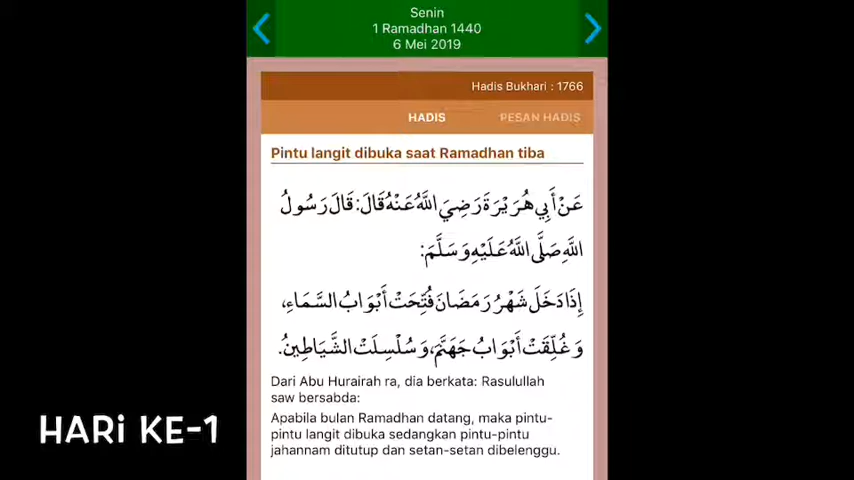 Senin
1 Ramadhan 1440
6 Mei 2019
Hadis Bukhari : 1766
HADIS
PESAN HADIS
Pintu langit dibuka saat Ramadhan tiba
عَنْ أَبِي هُرَيْرَةَ رَضِيَ اللَّهُ عَنْهُ قَالَ: قَالَ رَسُولُ
اللَّهِ صَلَّى اللَّهُ عَلَيْهِ وَسَلَّمَ:
إِذَا دَخَلَ شَهْرُ رَمَضَانَ فُتِحَتْ أَبْوَابُ السَّمَاءِ،
وَغُلِّقَتْ أَبْوَابُ جَهَنَّمَ، وَسُلْسِلَتْ الشَّيَاطِينُ.
Dari Abu Hurairah ra, dia berkata: Rasulullah
saw bersabda:
Apabila bulan Ramadhan datang, maka pintu-
pintu langit dibuka sedangkan pintu-pintu
jahannam ditutup dan setan-setan dibelenggu.
HARi KE-1